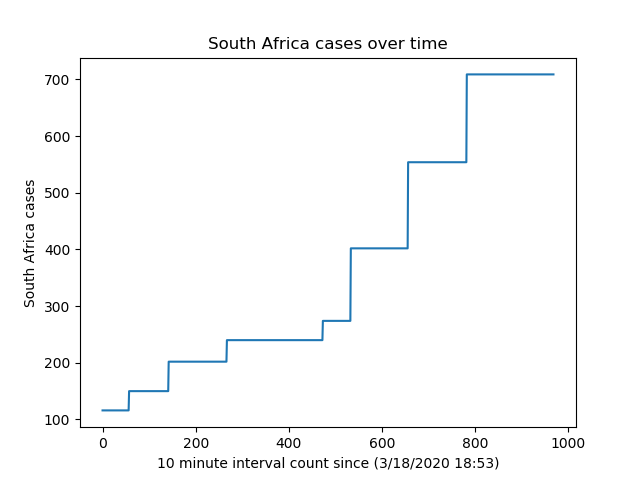 South Africa cases over time
700
600
500
400
300
200
100
South Africa cases
0 200 400 600 800 1000
10 minute interval count since (3/18/2020 18:53)